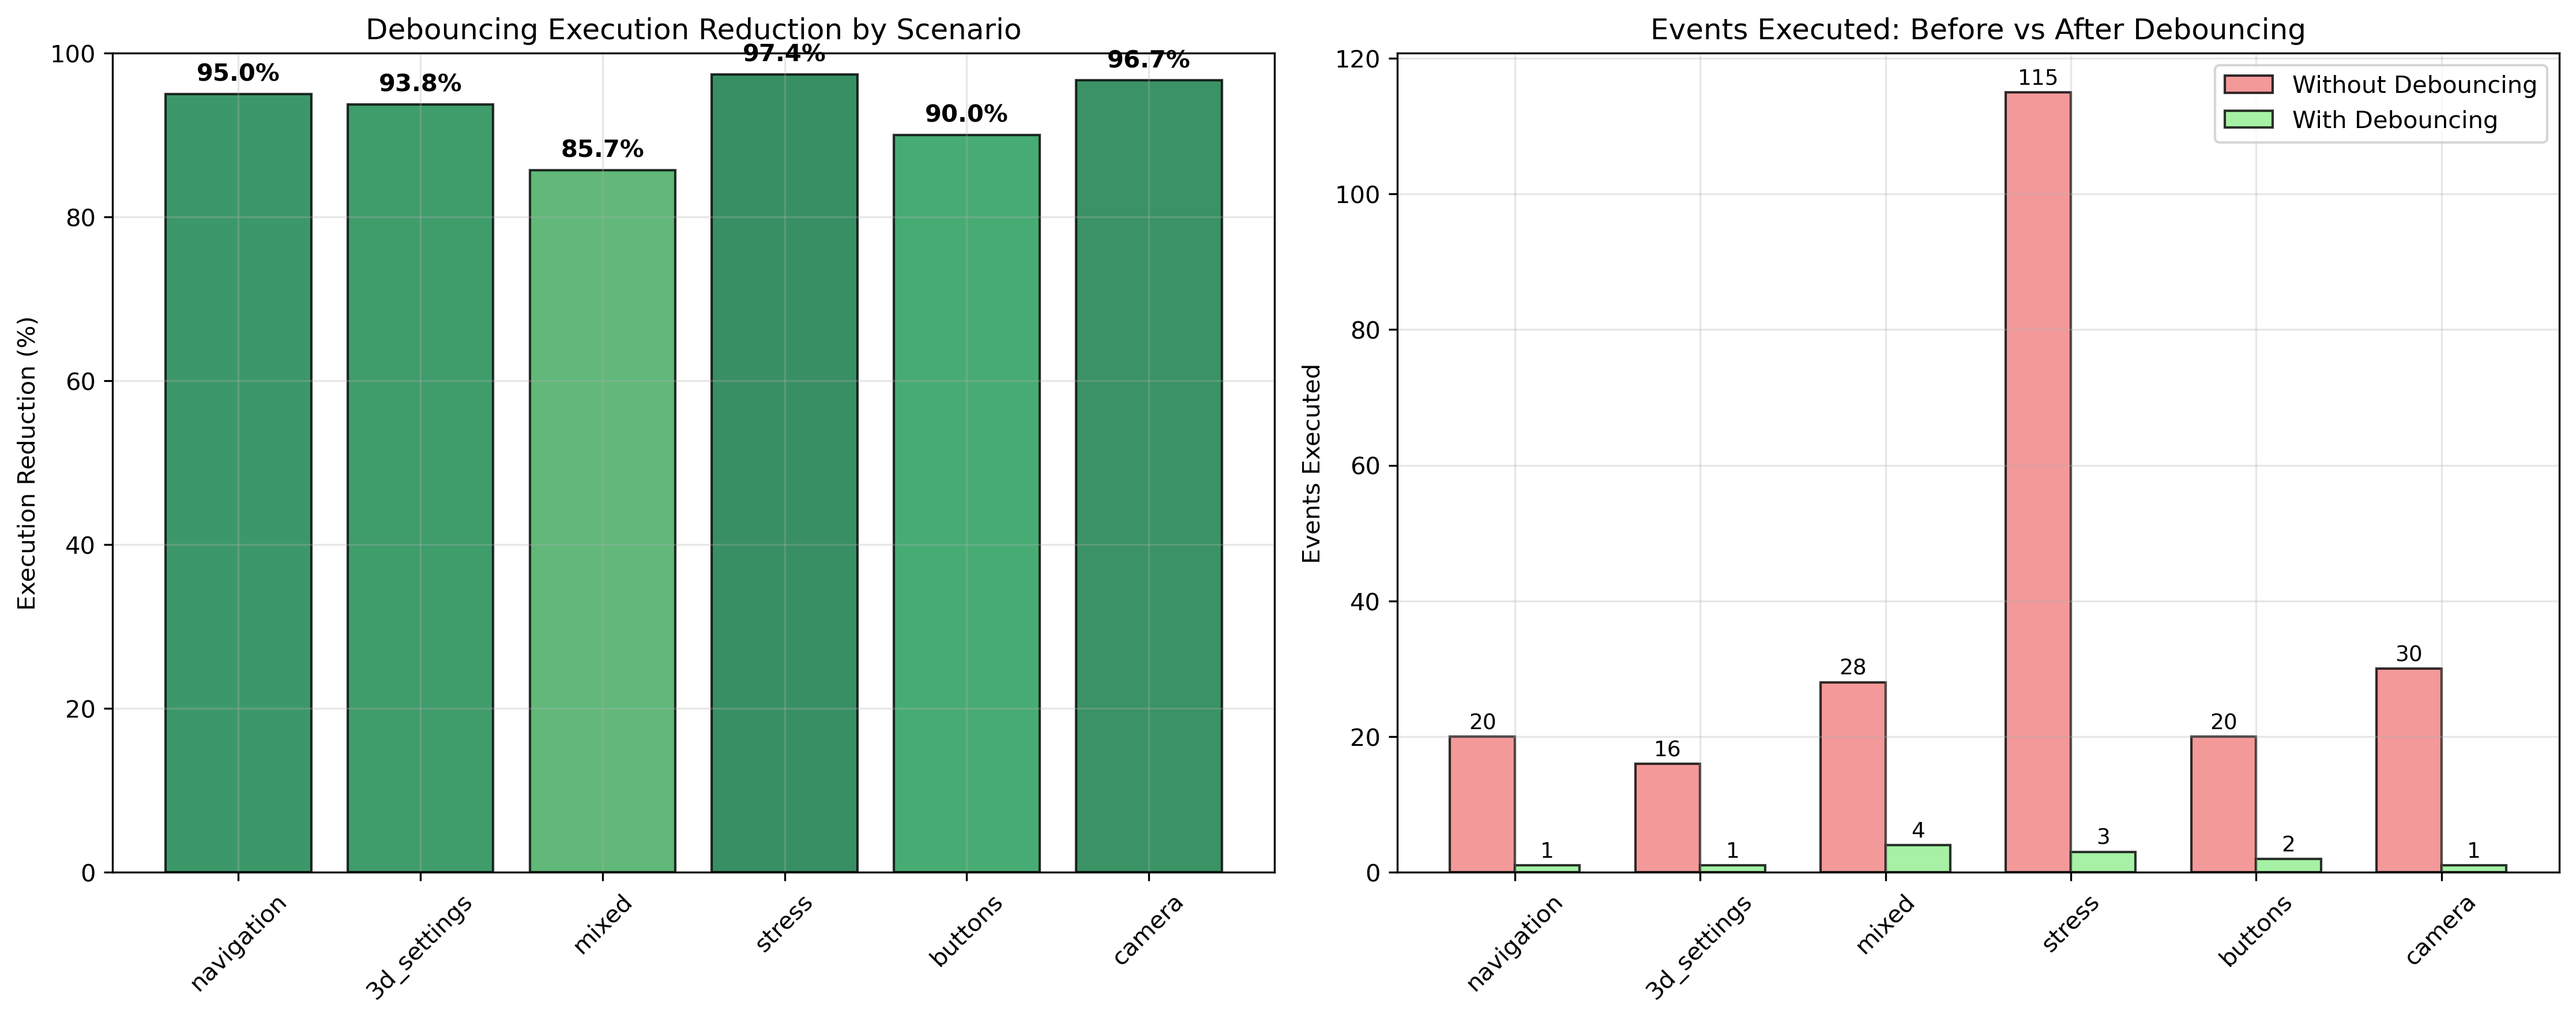 Debouncing Execution Reduction by Scenario
Execution Reduction (%)
100
80
60
40
20
0
95.0%
93.8%
85.7%
97.4%
90.0%
96.7%
navigation
3d_settings
mixed
stress
buttons
camera
Events Executed: Before vs After Debouncing
Without Debouncing
With Debouncing
Events Executed
120
100
80
60
40
20
0
20
1
16
1
28
4
115
3
20
2
30
1
navigation
3d_settings
mixed
stress
buttons
camera